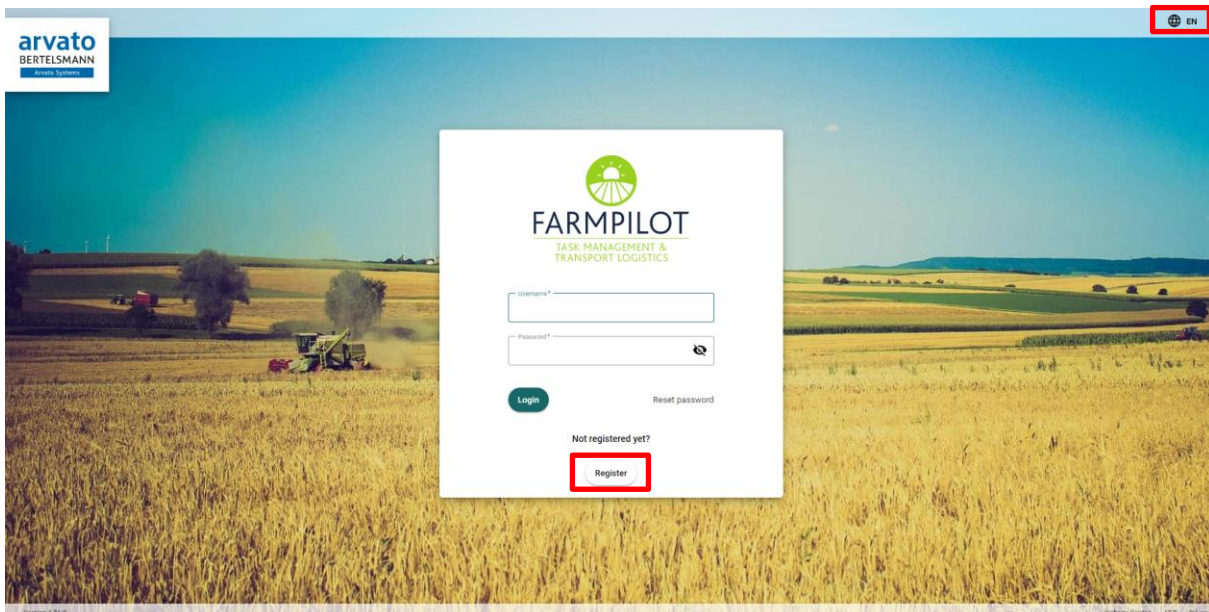 EN
arvato
BERTELSMANN
Arvato Systems
FARMPILOT
TASK MANAGEMENT &
TRANSPORT LOGISTICS
Username*
Password*
Login
Reset password
Not registered yet?
Register